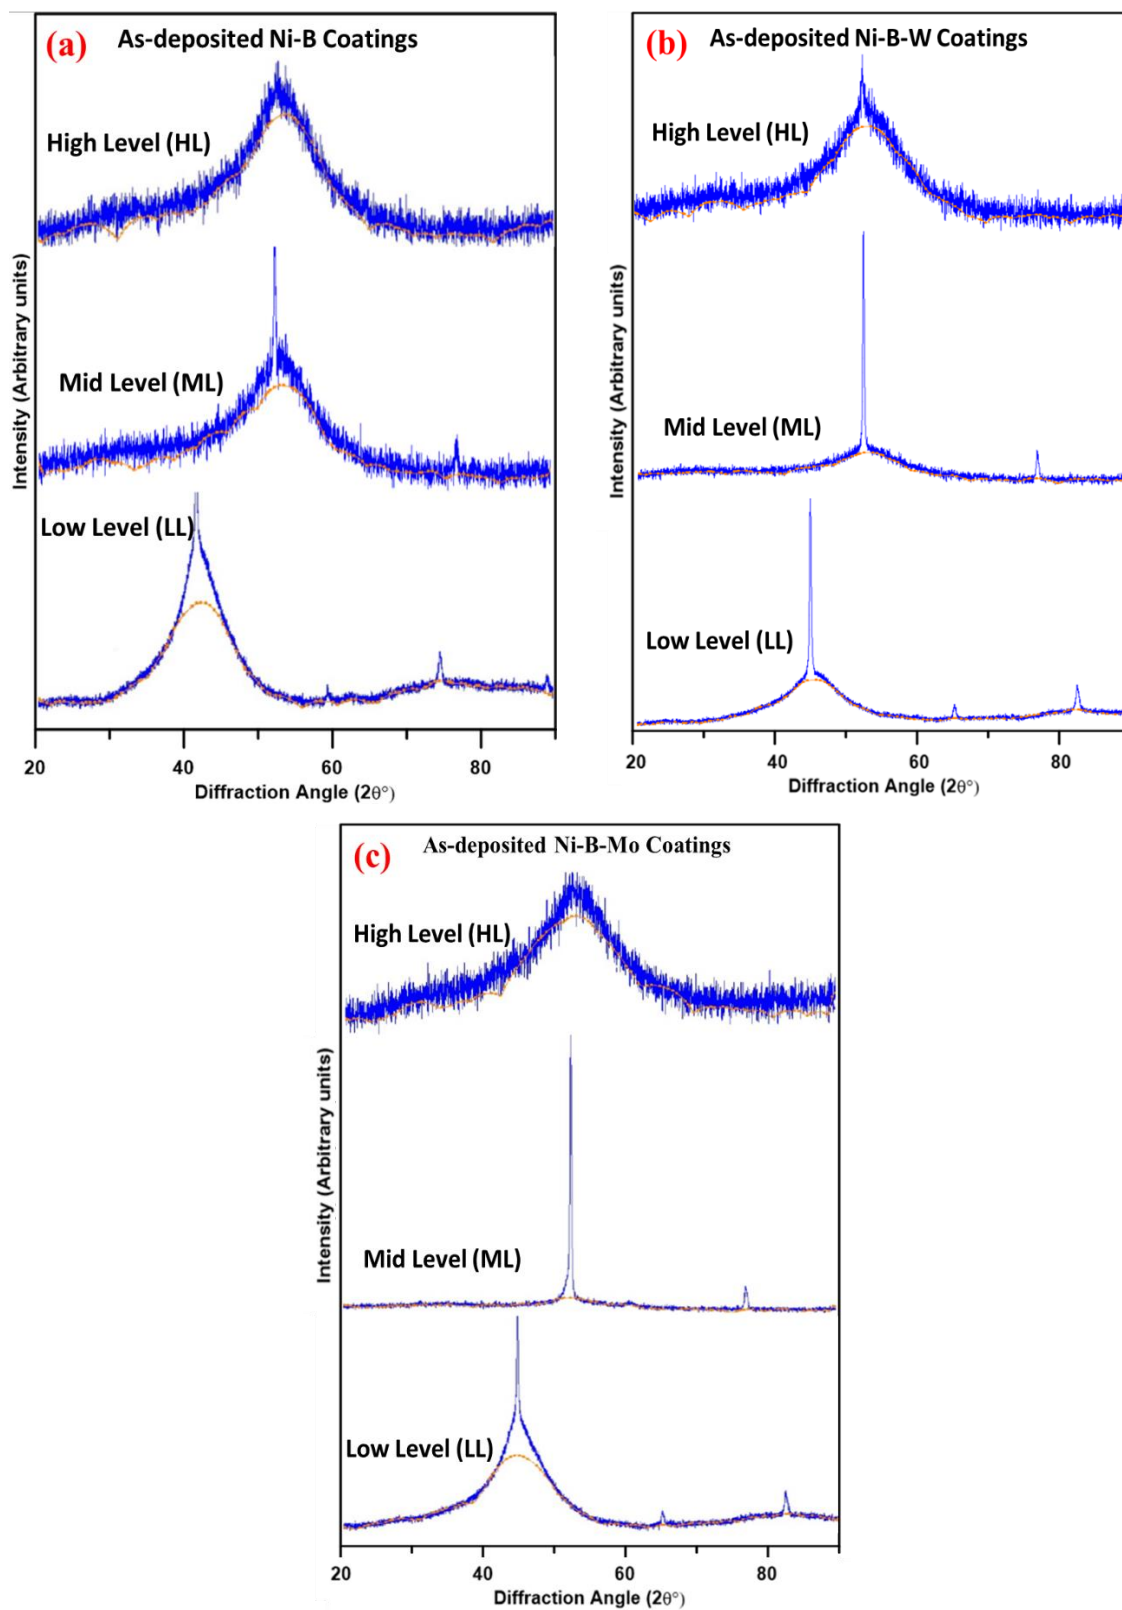 (a)
As-deposited Ni-B Coatings
High Level (HL)
Mid Level (ML)
Low Level (LL)
Intensity (Arbitrary units)
20 40 60 80
Diffraction Angle (2θ°)
(b)
As-deposited Ni-B-W Coatings
High Level (HL)
Mid Level (ML)
Low Level (LL)
Intensity (Arbitrary units)
20 40 60 80
Diffraction Angle (2θ°)
(c)
As-deposited Ni-B-Mo Coatings
High Level (HL)
Mid Level (ML)
Low Level (LL)
Intensity (Arbitrary units)
20 40 60 80
Diffraction Angle (2θ°)